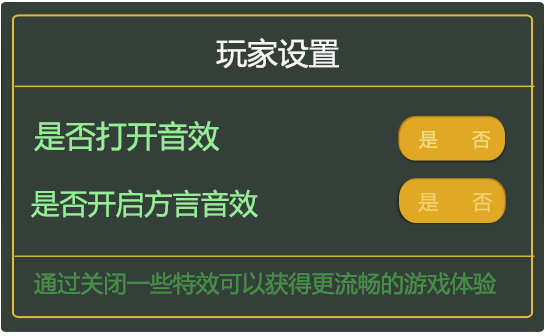 玩家设置
是否打开音效 是 否
是否开启方言音效 是 否
通过关闭一些特效可以获得更流畅的游戏体验